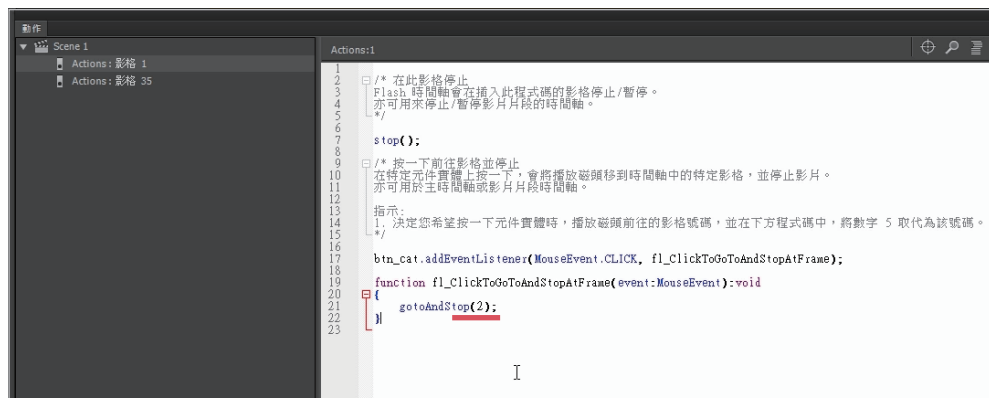 動作
Scene 1
Actions: 影格 1
Actions: 影格 35
Actions:1
1
2 /* 在此影格停止
3 Flash 時間軸會在插入此程式碼的影格停止/暫停。
4 亦可用來停止/暫停影片片段的時間軸。
5 */
6
7 stop();
8
9 /* 按一下前往影格並停止
10 在特定元件實體上按一下，會將播放磁頭移到時間軸中的特定影格，並停止影片。
11 亦可用於主時間軸或影片片段時間軸。
12
13 指示:
14 1. 決定您希望按一下元件實體時，播放磁頭前往的影格號碼，並在下方程式碼中，將數字 5 取代為該號碼。
15 */
16
17 btn_cat.addEventListener(MouseEvent.CLICK, fl_ClickToGoToAndStopAtFrame);
18
19 function fl_ClickToGoToAndStopAtFrame(event:MouseEvent):void
20 {
21 gotoAndStop(2);
22 }
23